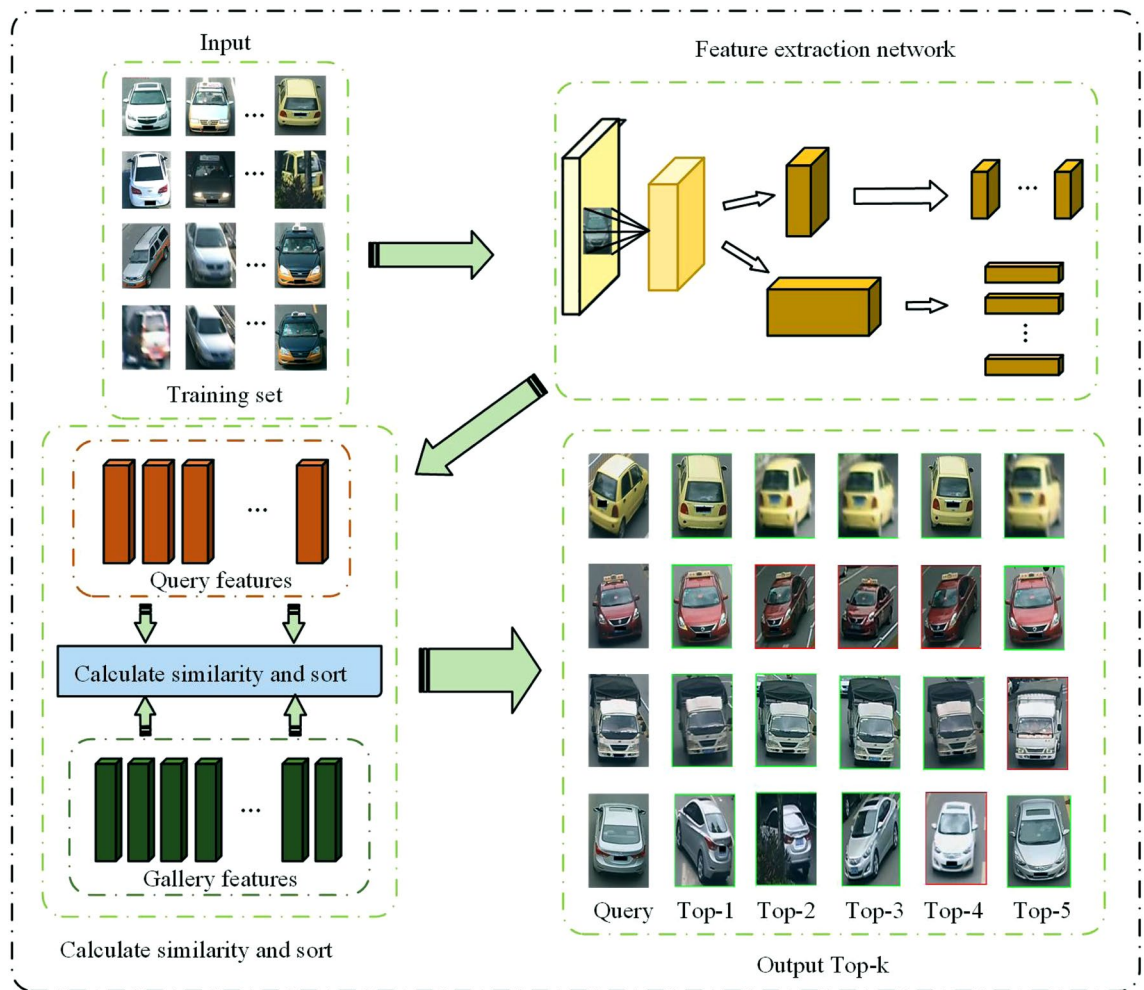 Input
Feature extraction network
Training set
Query features
Calculate similarity and sort
Gallery features
Calculate similarity and sort
Query Top-1 Top-2 Top-3 Top-4 Top-5
Output Top-k